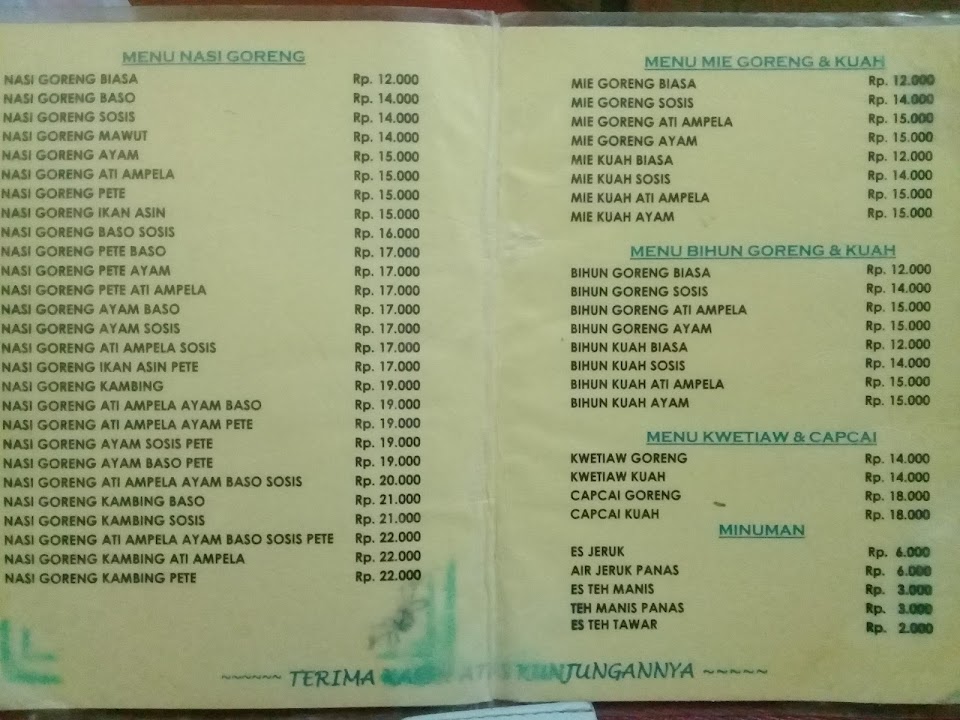 MENU NASI GORENG
NASI GORENG BIASA Rp. 12.000
NASI GORENG BASO Rp. 14.000
NASI GORENG SOSIS Rp. 14.000
NASI GORENG MAWUT Rp. 14.000
NASI GORENG AYAM Rp. 15.000
NASI GORENG ATI AMPELA Rp. 15.000
NASI GORENG PETE Rp. 15.000
NASI GORENG IKAN ASIN Rp. 15.000
NASI GORENG BASO SOSIS Rp. 16.000
NASI GORENG PETE BASO Rp. 17.000
NASI GORENG PETE AYAM Rp. 17.000
NASI GORENG PETE ATI AMPELA Rp. 17.000
NASI GORENG AYAM BASO Rp. 17.000
NASI GORENG AYAM SOSIS Rp. 17.000
NASI GORENG ATI AMPELA SOSIS Rp. 17.000
NASI GORENG IKAN ASIN PETE Rp. 17.000
NASI GORENG KAMBING Rp. 19.000
NASI GORENG ATI AMPELA AYAM BASO Rp. 19.000
NASI GORENG ATI AMPELA AYAM PETE Rp. 19.000
NASI GORENG AYAM SOSIS PETE Rp. 19.000
NASI GORENG AYAM BASO PETE Rp. 19.000
NASI GORENG ATI AMPELA AYAM BASO SOSIS Rp. 20.000
NASI GORENG KAMBING BASO Rp. 21.000
NASI GORENG KAMBING SOSIS Rp. 21.000
NASI GORENG ATI AMPELA AYAM BASO SOSIS PETE Rp. 22.000
NASI GORENG KAMBING ATI AMPELA Rp. 22.000
NASI GORENG KAMBING PETE Rp. 22.000
MENU MIE GORENG & KUAH
MIE GORENG BIASA Rp. 12.000
MIE GORENG SOSIS Rp. 14.000
MIE GORENG ATI AMPELA Rp. 15.000
MIE GORENG AYAM Rp. 15.000
MIE KUAH BIASA Rp. 12.000
MIE KUAH SOSIS Rp. 14.000
MIE KUAH ATI AMPELA Rp. 15.000
MIE KUAH AYAM Rp. 15.000
MENU BIHUN GORENG & KUAH
BIHUN GORENG BIASA Rp. 12.000
BIHUN GORENG SOSIS Rp. 14.000
BIHUN GORENG ATI AMPELA Rp. 15.000
BIHUN GORENG AYAM Rp. 15.000
BIHUN KUAH BIASA Rp. 12.000
BIHUN KUAH SOSIS Rp. 14.000
BIHUN KUAH ATI AMPELA Rp. 15.000
BIHUN KUAH AYAM Rp. 15.000
MENU KWETIAW & CAPCAI
KWETIAW GORENG Rp. 14.000
KWETIAW KUAH Rp. 14.000
CAPCAI GORENG Rp. 18.000
CAPCAI KUAH Rp. 18.000
MINUMAN
ES JERUK Rp. 6.000
AIR JERUK PANAS Rp. 6.000
ES TEH MANIS Rp. 3.000
TEH MANIS PANAS Rp. 3.000
ES TEH TAWAR Rp. 2.000
~~~~~~ TERIMA KASIH ATAS KUNJUNGANNYA ~~~~~